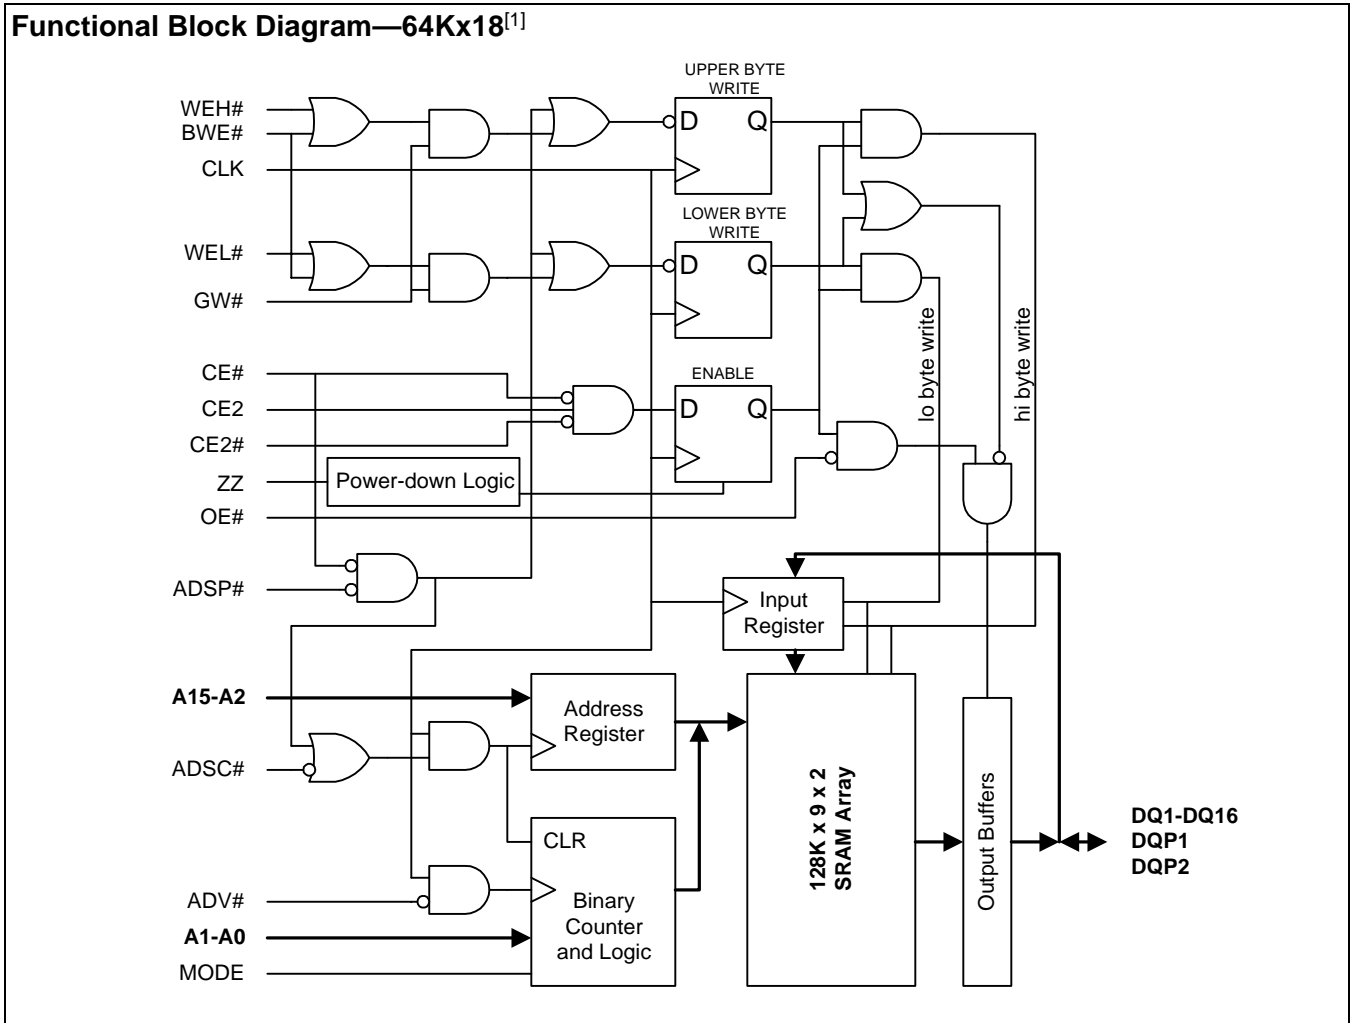 Functional Block Diagram—64Kx18[1]
UPPER BYTE
WRITE
WEH#
BWE#
CLK
D
Q
LOWER BYTE
WRITE
WEL#
GW#
D
Q
lo byte write
hi byte write
CE#
CE2
CE2#
ZZ
OE#
ENABLE
D
Q
Power-down Logic
ADSP#
Input
Register
A15-A2
Address
Register
ADSC#
128K x 9 x 2
SRAM Array
Output Buffers
DQ1-DQ16
DQP1
DQP2
CLR
ADV#
A1-A0
MODE
Binary
Counter
and Logic